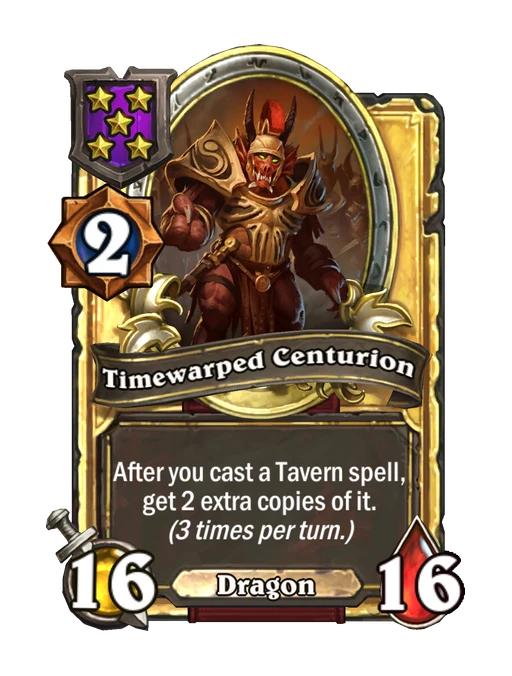 2
Timewarped Centurion
After you cast a Tavern spell,
get 2 extra copies of it.
(3 times per turn.)
16
Dragon
16